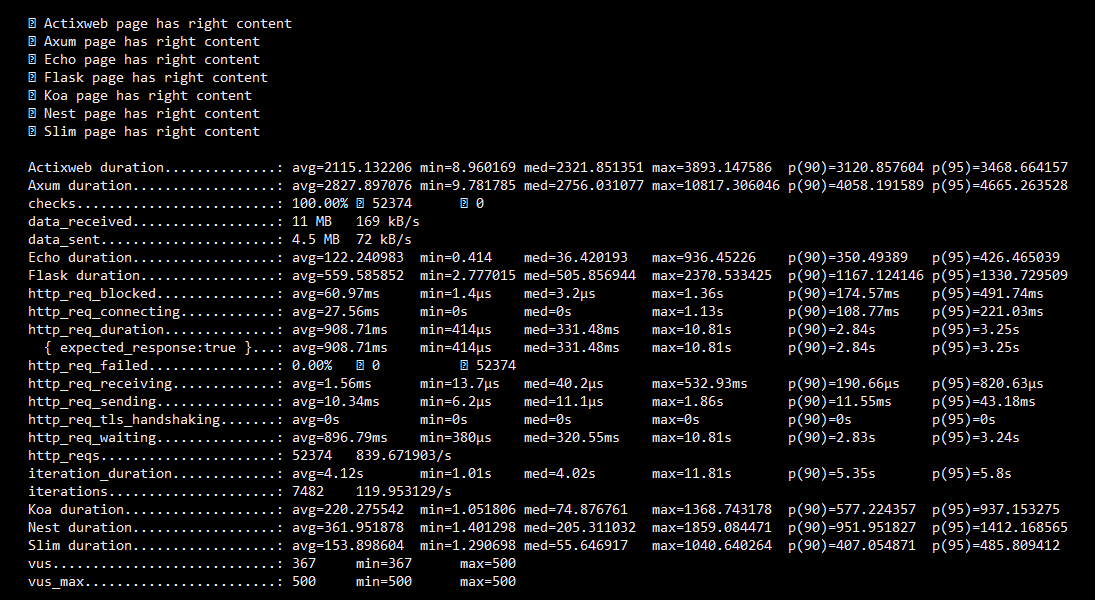 Actixweb page has right content
Axum page has right content
Echo page has right content
Flask page has right content
Koa page has right content
Nest page has right content
Slim page has right content
Actixweb duration..............: avg=2115.132206 min=8.960169 med=2321.851351 max=3893.147586 p(90)=3120.857604 p(95)=3468.664157
Axum duration..................: avg=2827.897076 min=9.781785 med=2756.031077 max=10817.306046 p(90)=4058.191589 p(95)=4665.263528
checks.........................: 100.00% 52374 0
data_received..................: 11 MB 169 kB/s
data_sent......................: 4.5 MB 72 kB/s
Echo duration..................: avg=122.240983 min=0.414 med=36.420193 max=936.45226 p(90)=350.49389 p(95)=426.465039
Flask duration.................: avg=559.585852 min=2.777015 med=505.856944 max=2370.533425 p(90)=1167.124146 p(95)=1330.729509
http_req_blocked...............: avg=60.97ms min=1.4µs med=3.2µs max=1.36s p(90)=174.57ms p(95)=491.74ms
http_req_connecting............: avg=27.56ms min=0s med=0s max=1.13s p(90)=108.77ms p(95)=221.03ms
http_req_duration..............: avg=908.71ms min=414µs med=331.48ms max=10.81s p(90)=2.84s p(95)=3.25s
{ expected_response:true }...: avg=908.71ms min=414µs med=331.48ms max=10.81s p(90)=2.84s p(95)=3.25s
http_req_failed................: 0.00% 0 52374
http_req_receiving.............: avg=1.56ms min=13.7µs med=40.2µs max=532.93ms p(90)=190.66µs p(95)=820.63µs
http_req_sending...............: avg=10.34ms min=6.2µs med=11.1µs max=1.86s p(90)=11.55ms p(95)=43.18ms
http_req_tls_handshaking.......: avg=0s min=0s med=0s max=0s p(90)=0s p(95)=0s
http_req_waiting...............: avg=896.79ms min=380µs med=320.55ms max=10.81s p(90)=2.83s p(95)=3.24s
http_reqs......................: 52374 839.671903/s
iteration_duration.............: avg=4.12s min=1.01s med=4.02s max=11.81s p(90)=5.35s p(95)=5.8s
iterations.....................: 7482 119.953129/s
Koa duration...................: avg=220.275542 min=1.051806 med=74.876761 max=1368.743178 p(90)=577.224357 p(95)=937.153275
Nest duration..................: avg=361.951878 min=1.401298 med=205.311032 max=1859.084471 p(90)=951.951827 p(95)=1412.168565
Slim duration..................: avg=153.898604 min=1.290698 med=55.646917 max=1040.640264 p(90)=407.054871 p(95)=485.809412
vus............................: 367 min=367 max=500
vus_max........................: 500 min=500 max=500